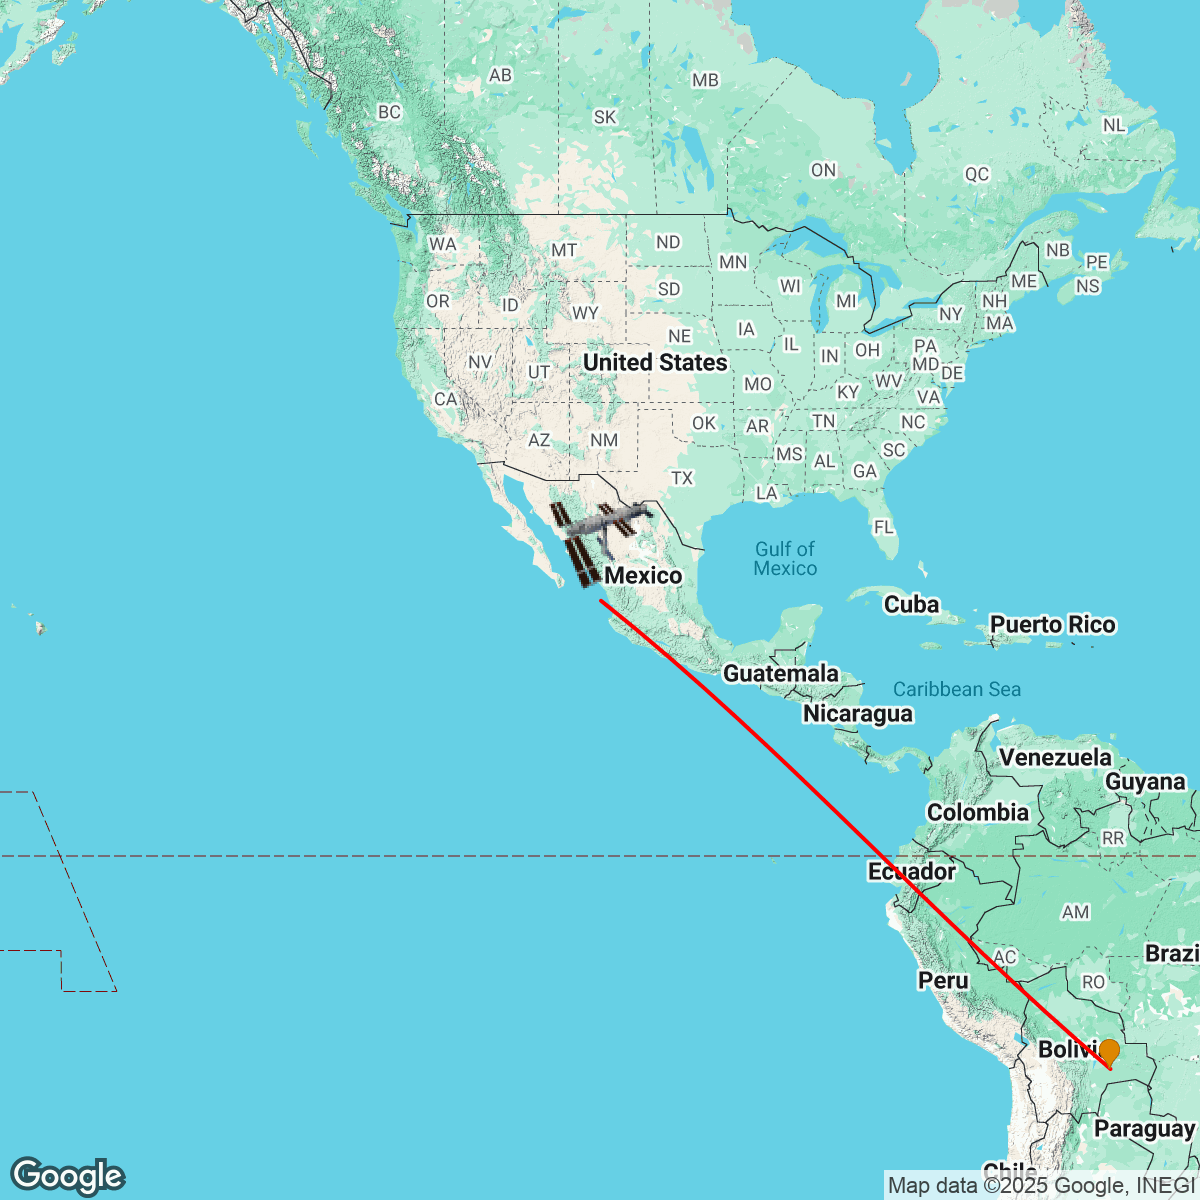 AB
MB
BC
SK
NL
ON
QC
WA
MT
ND
MN
NB
PE
OR
ID
SD
WI
MI
ME
NS
WY
NY
NH
MA
NV
UT
NE
IA
IL
IN
OH
PA
MD
DE
United States
CA
MO
KY
WV
VA
AZ
NM
OK
AR
TN
NC
MS
AL
SC
GA
TX
LA
FL
Gulf of
Mexico
Mexico
Cuba
Puerto Rico
Guatemala
Caribbean Sea
Nicaragua
Venezuela
Guyana
Colombia
RR
Ecuador
AM
AC
Brazi
Peru
RO
Bolivi
Paraguay
Chile
Google
Map data ©2025 Google, INEGI